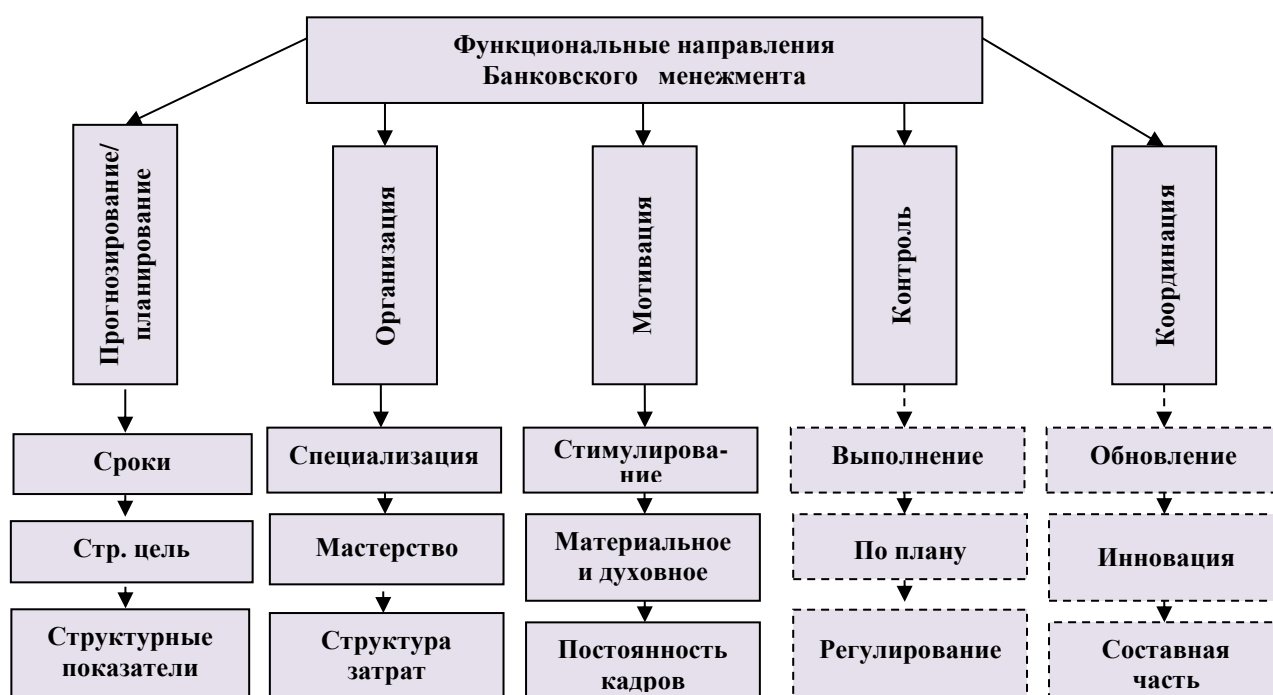 Функциональные направления
Банковского менежмента
Прогнозирование/
планирование
Организация
Мотивация
Контроль
Координация
Сроки
Специализация
Стимулирова-
ние
Выполнение
Обновление
Стр. цель
Мастерство
Материальное
и духовное
По плану
Инновация
Структурные
показатели
Структура
затрат
Постоянность
кадров
Регулирование
Составная
часть